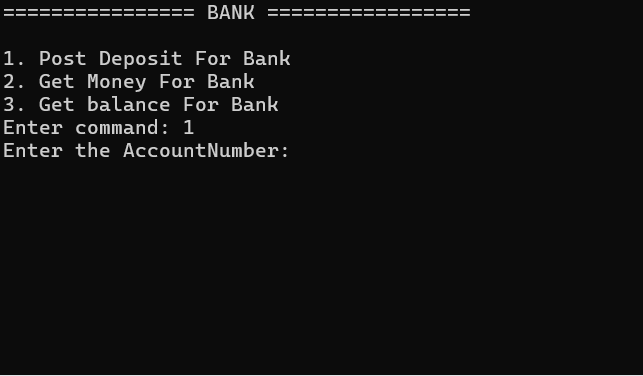 ================ BANK =================
1. Post Deposit For Bank
2. Get Money For Bank
3. Get balance For Bank
Enter command: 1
Enter the AccountNumber: